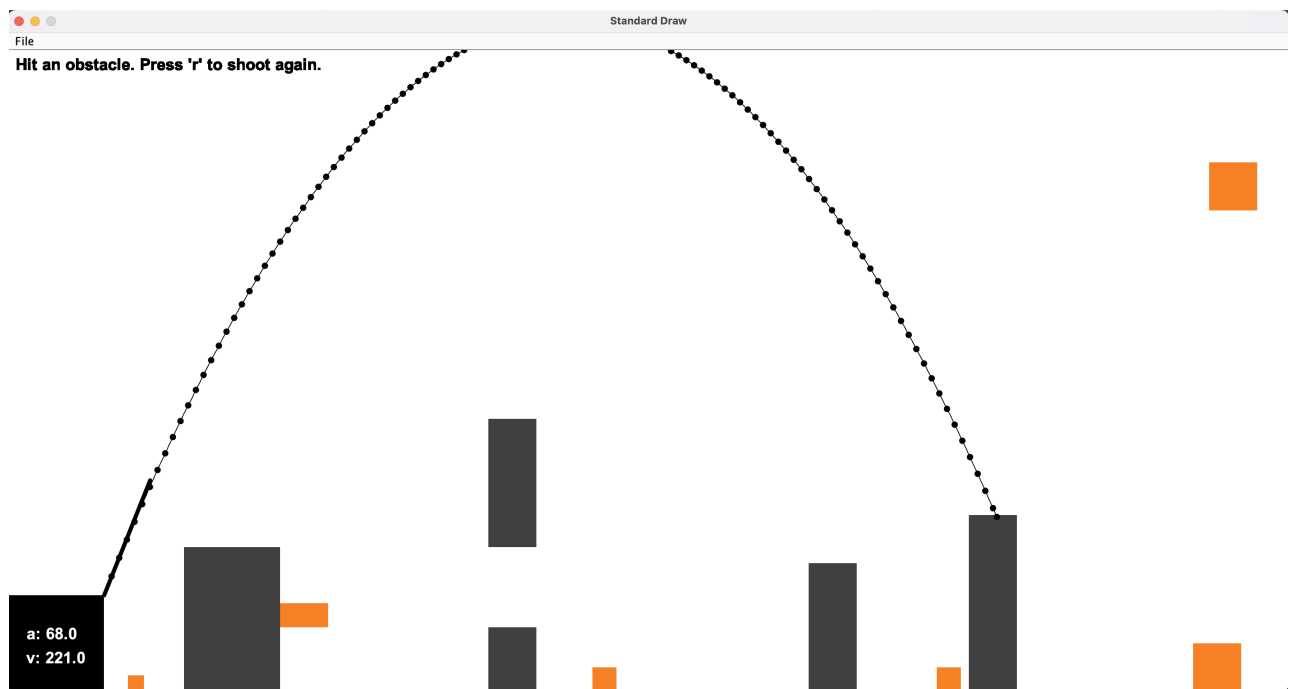 Standard Draw
File
Hit an obstacle. Press 'r' to shoot again.
a: 68.0
v: 221.0